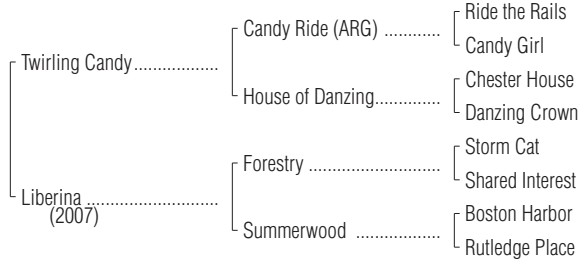 Ride the Rails
Candy Ride (ARG) ............
Candy Girl
Twirling Candy..................
Chester House
House of Danzing..............
Danzing Crown
Storm Cat
Forestry ......................
Shared Interest
Liberina ............................
(2007)
Boston Harbor
Summerwood ..................
Rutledge Place